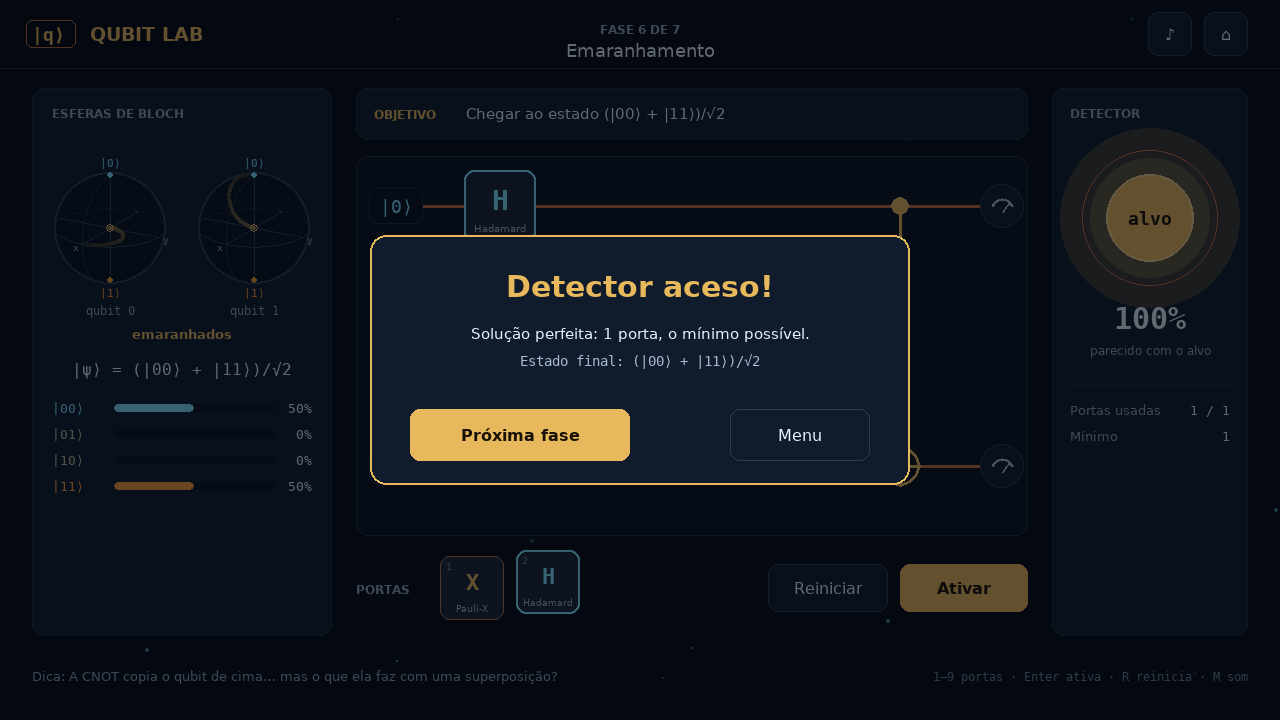 |q⟩ QUBIT LAB
FASE 6 DE 7
Emaranhamento
♪
⌂
ESFERAS DE BLOCH
|0⟩ |0⟩
x y x y
|1⟩ |1⟩
qubit 0 qubit 1
emaranhados
|ψ⟩ = (|00⟩ + |11⟩)/√2
|00⟩ 50%
|01⟩ 0%
|10⟩ 0%
|11⟩ 50%
OBJETIVO Chegar ao estado (|00⟩ + |11⟩)/√2
|0⟩
H
Hadamard
Detector aceso!
Solução perfeita: 1 porta, o mínimo possível.
Estado final: (|00⟩ + |11⟩)/√2
Próxima fase
Menu
PORTAS
1
X
Pauli-X
2
H
Hadamard
Reiniciar
Ativar
DETECTOR
alvo
100%
parecido com o alvo
Portas usadas 1 / 1
Mínimo 1
Dica: A CNOT copia o qubit de cima… mas o que ela faz com uma superposição?
1–9 portas · Enter ativa · R reinicia · M som